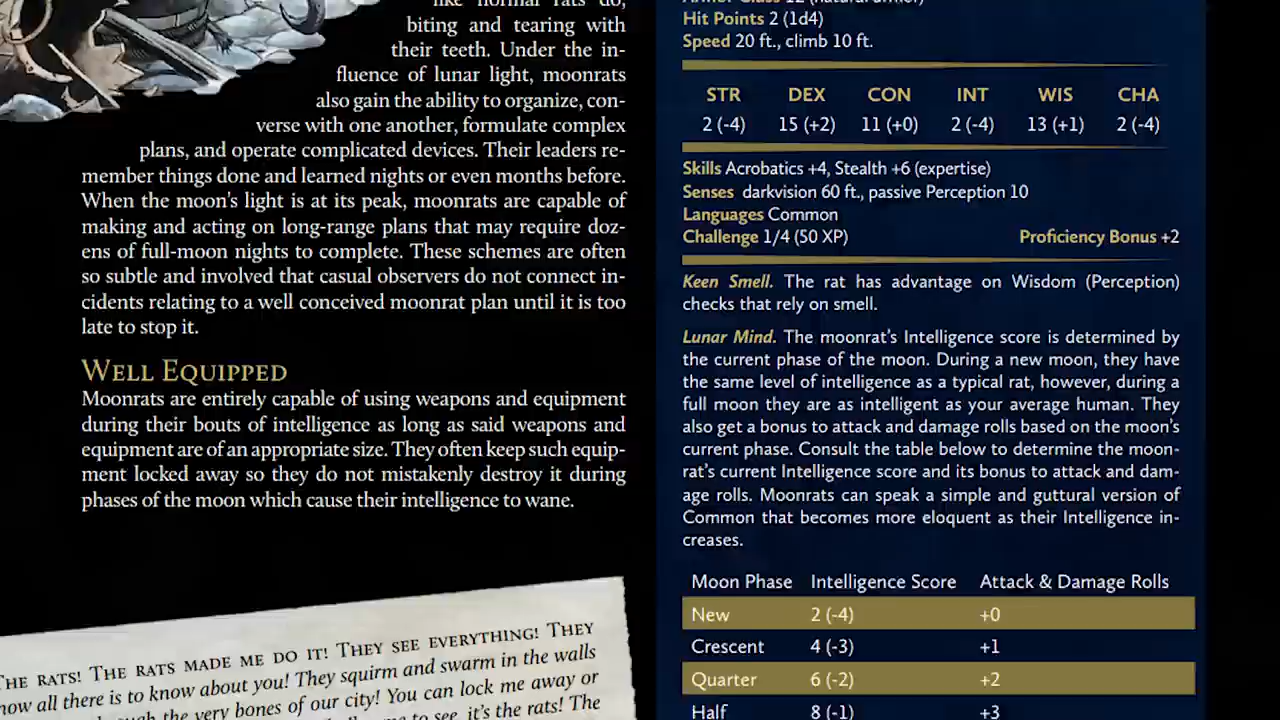 like normal rats do,
biting and tearing with
their teeth. Under the in-
fluence of lunar light, moonrats
also gain the ability to organize, con-
verse with one another, formulate complex
plans, and operate complicated devices. Their leaders re-
member things done and learned nights or even months before.
When the moon's light is at its peak, moonrats are capable of
making and acting on long-range plans that may require doz-
ens of full-moon nights to complete. These schemes are often
so subtle and involved that casual observers do not connect in-
cidents relating to a well conceived moonrat plan until it is too
late to stop it.
Well Equipped
Moonrats are entirely capable of using weapons and equipment
during their bouts of intelligence as long as said weapons and
equipment are of an appropriate size. They often keep such equip-
ment locked away so they do not mistakenly destroy it during
phases of the moon which cause their intelligence to wane.
The rats! The rats made me do it! They see everything! They
now all there is to know about you! They squirm and swarm in the walls
the very bones of our city! You can lock me away or
to see, it's the rats! The
Armor Class 12 (natural armor)
Hit Points 2 (1d4)
Speed 20 ft., climb 10 ft.
STR DEX CON INT WIS CHA
2 (-4) 15 (+2) 11 (+0) 2 (-4) 13 (+1) 2 (-4)
Skills Acrobatics +4, Stealth +6 (expertise)
Senses darkvision 60 ft., passive Perception 10
Languages Common
Challenge 1/4 (50 XP) Proficiency Bonus +2
Keen Smell. The rat has advantage on Wisdom (Perception)
checks that rely on smell.
Lunar Mind. The moonrat's Intelligence score is determined by
the current phase of the moon. During a new moon, they have
the same level of intelligence as a typical rat, however, during a
full moon they are as intelligent as your average human. They
also get a bonus to attack and damage rolls based on the moon's
current phase. Consult the table below to determine the moon-
rat's current Intelligence score and its bonus to attack and dam-
age rolls. Moonrats can speak a simple and guttural version of
Common that becomes more eloquent as their Intelligence in-
creases.
Moon Phase Intelligence Score Attack & Damage Rolls
New 2 (-4) +0
Crescent 4 (-3) +1
Quarter 6 (-2) +2
Half 8 (-1) +3